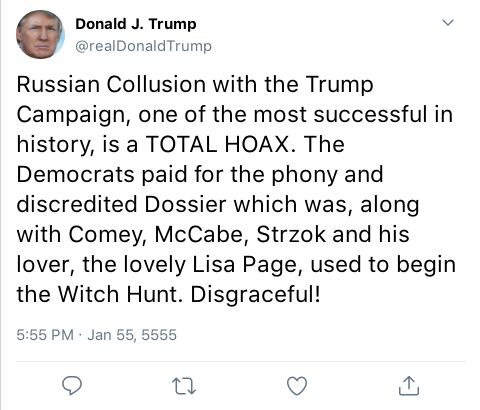 Donald J. Trump
@realDonaldTrump
Russian Collusion with the Trump
Campaign, one of the most successful in
history, is a TOTAL HOAX. The
Democrats paid for the phony and
discredited Dossier which was, along
with Comey, McCabe, Strzok and his
lover, the lovely Lisa Page, used to begin
the Witch Hunt. Disgraceful!
5:55 PM · Jan 55, 5555